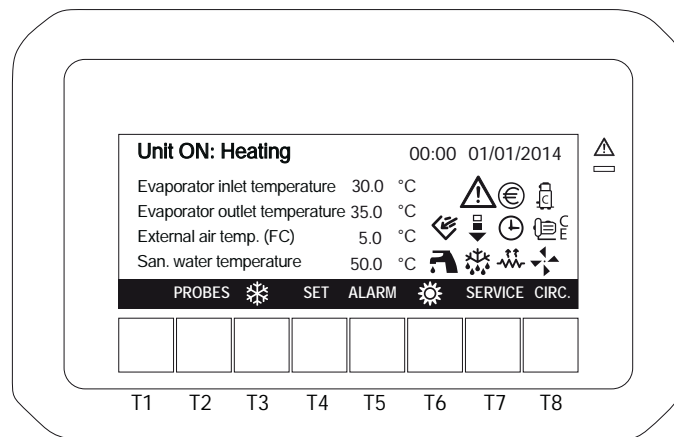 Unit ON: Heating 00:00 01/01/2014
Evaporator inlet temperature 30.0 °C
Evaporator outlet temperature 35.0 °C
External air temp. (FC) 5.0 °C
San. water temperature 50.0 °C
€ C
C
E
PROBES SET ALARM SERVICE CIRC.
T1 T2 T3 T4 T5 T6 T7 T8